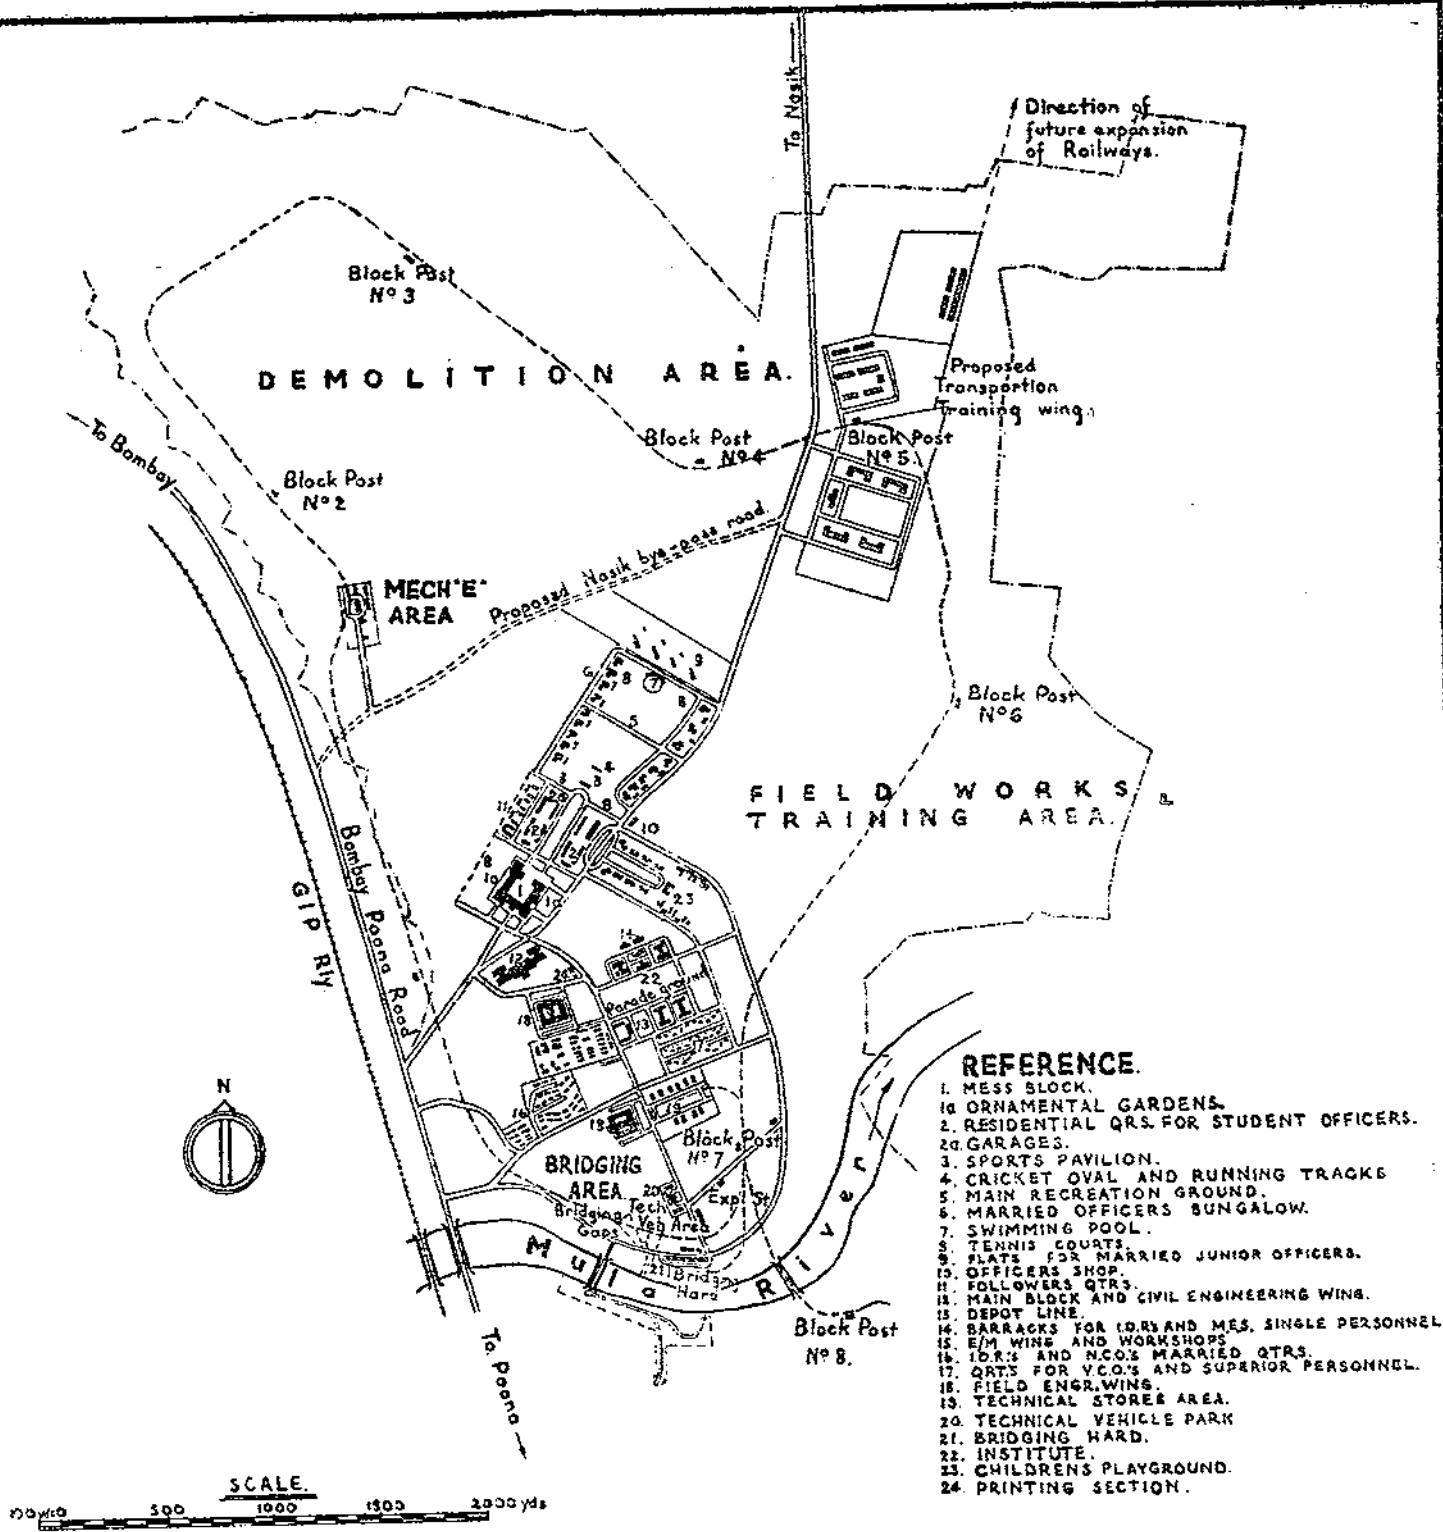 To Nasik
Direction of
future expansion
of Railways.
Block Post
Nº 3
DEMOLITION AREA.
Proposed
Transportion
Training wing.
To Bombay
Block Post
Nº 4
Block Post
Nº 5.
Block Post
Nº 2
Proposed Nasik bye-pass road.
MECH"E"
AREA
Block Post
Nº 6
FIELD WORKS
TRAINING AREA.
Bombay Poona Road
GIP Rly
Parade ground
N
BRIDGING
AREA.
Block Post
Nº 7
Tech
Veh Area
Expl St
Bridging
Gaps
Mula River
Bridg
Hard
Block Post
Nº 8.
To Poona
REFERENCE.
1. MESS BLOCK.
1a ORNAMENTAL GARDENS.
2. RESIDENTIAL QRS. FOR STUDENT OFFICERS.
2a. GARAGES.
3. SPORTS PAVILION.
4. CRICKET OVAL AND RUNNING TRACKS
5. MAIN RECREATION GROUND.
6. MARRIED OFFICERS BUNGALOW.
7. SWIMMING POOL.
8. TENNIS COURTS.
9. FLATS FOR MARRIED JUNIOR OFFICERS.
10. OFFICERS SHOP.
11. FOLLOWERS QTRS.
12. MAIN BLOCK AND CIVIL ENGINEERING WING.
13. DEPOT LINE.
14. BARRACKS FOR I.O.RS AND M.E.S. SINGLE PERSONNEL
15. E/M WING AND WORKSHOPS
16. I.O.R'S AND N.C.O'S MARRIED QTRS.
17. QRTS FOR V.C.O'S AND SUPERIOR PERSONNEL.
18. FIELD ENGR. WING.
19. TECHNICAL STORES AREA.
20. TECHNICAL VEHICLE PARK
21. BRIDGING HARD.
22. INSTITUTE.
23. CHILDRENS PLAYGROUND.
24. PRINTING SECTION.
SCALE.
500 1000 1500 2000 yds